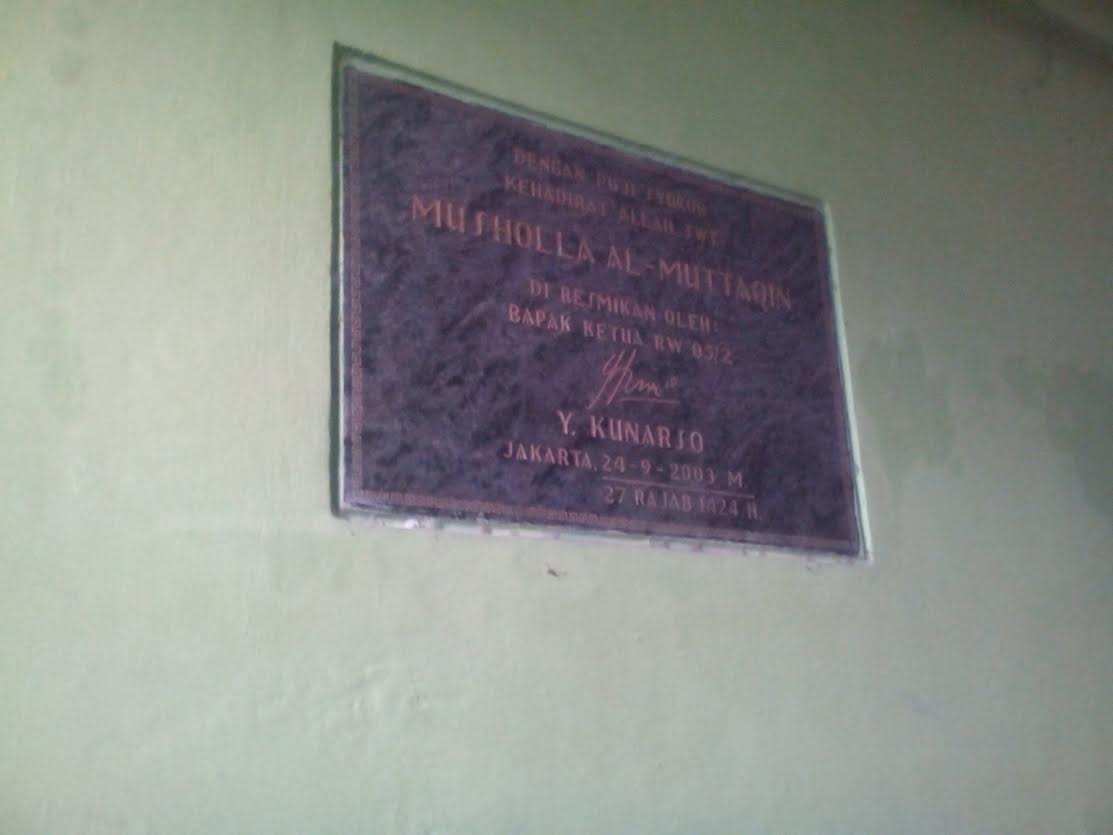 DENGAN PUJI SYUKUR
KEHADIRAT ALLAH SWT.
MUSHOLLA AL-MUTTAQIN
DI RESMIKAN OLEH:
BAPAK KETUA RW 05/2
Y. KUNARSO
JAKARTA, 24-9-2003 M.
27 RAJAB 1424 H.